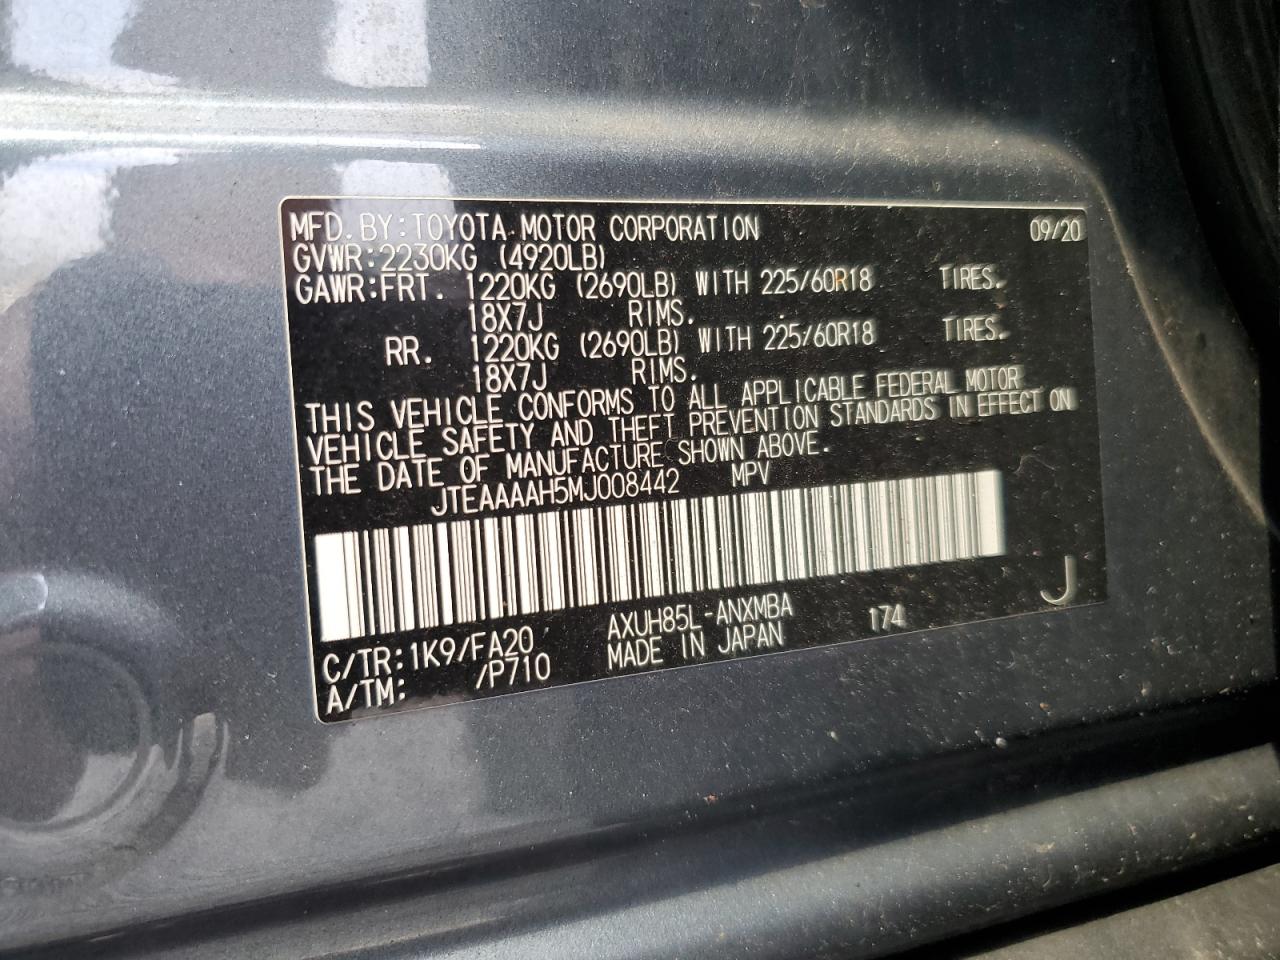 MFD. BY:TOYOTA MOTOR CORPORATION 09/20
GVWR:2230KG (4920LB)
GAWR:FRT. 1220KG (2690LB) WITH 225/60R18 TIRES.
18X7J RIMS.
RR. 1220KG (2690LB) WITH 225/60R18 TIRES.
18X7J RIMS.
THIS VEHICLE CONFORMS TO ALL APPLICABLE FEDERAL MOTOR
VEHICLE SAFETY AND THEFT PREVENTION STANDARDS IN EFFECT ON
THE DATE OF MANUFACTURE SHOWN ABOVE.
JTEAAAAH5MJ008442 MPV
C/TR:1K9/FA20 AXUH85L-ANXMBA 174 J
A/TM: /P710 MADE IN JAPAN